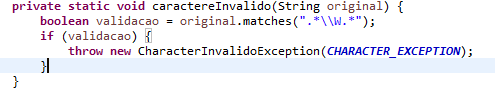 private static void caractereInvalido(String original) {
    boolean validacao = original.matches(".*\\W.*");
    if (validacao) {
        throw new CharacterInvalidoException(CHARACTER_EXCEPTION);
    }
}